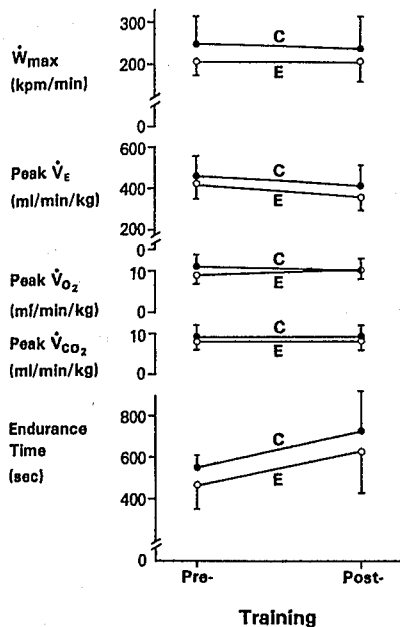 300
Ẇmax
(kpm/min)
200
C
E
0
600
Peak V̇E
(ml/min/kg)
400
200
C
E
0
Peak V̇O2
(ml/min/kg)
10
0
C
E
Peak V̇CO2
(ml/min/kg)
10
0
C
E
Endurance
Time
(sec)
800
600
400
0
C
E
Pre-
Post-
Training